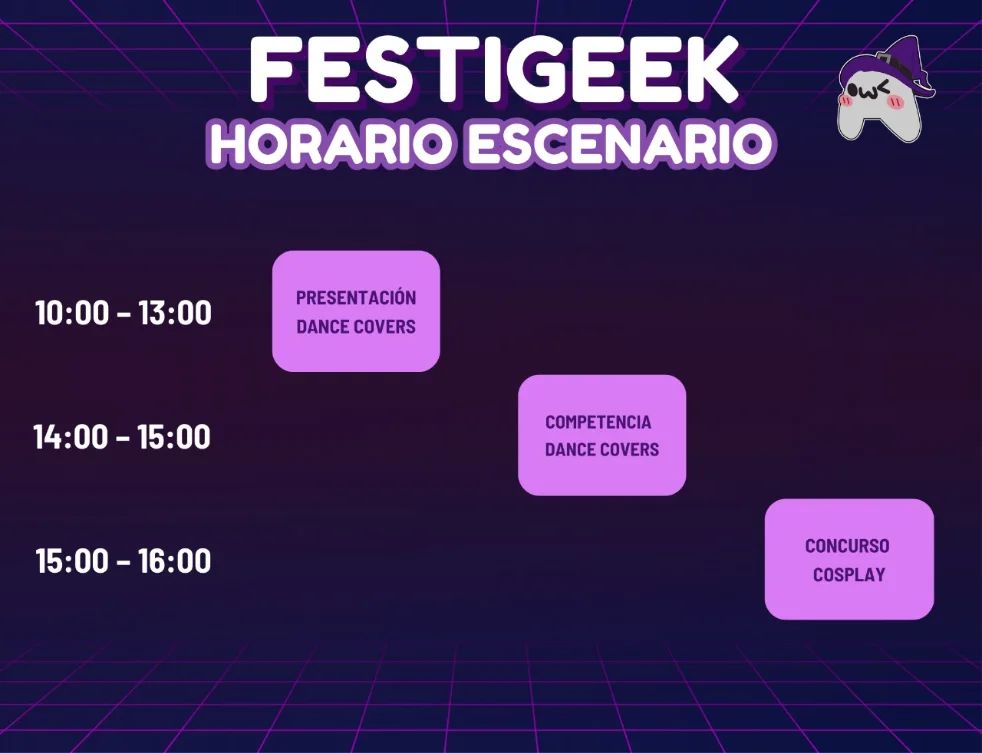 FESTIGEEK
HORARIO ESCENARIO
10:00 – 13:00
PRESENTACIÓN
DANCE COVERS
14:00 – 15:00
COMPETENCIA
DANCE COVERS
15:00 – 16:00
CONCURSO
COSPLAY